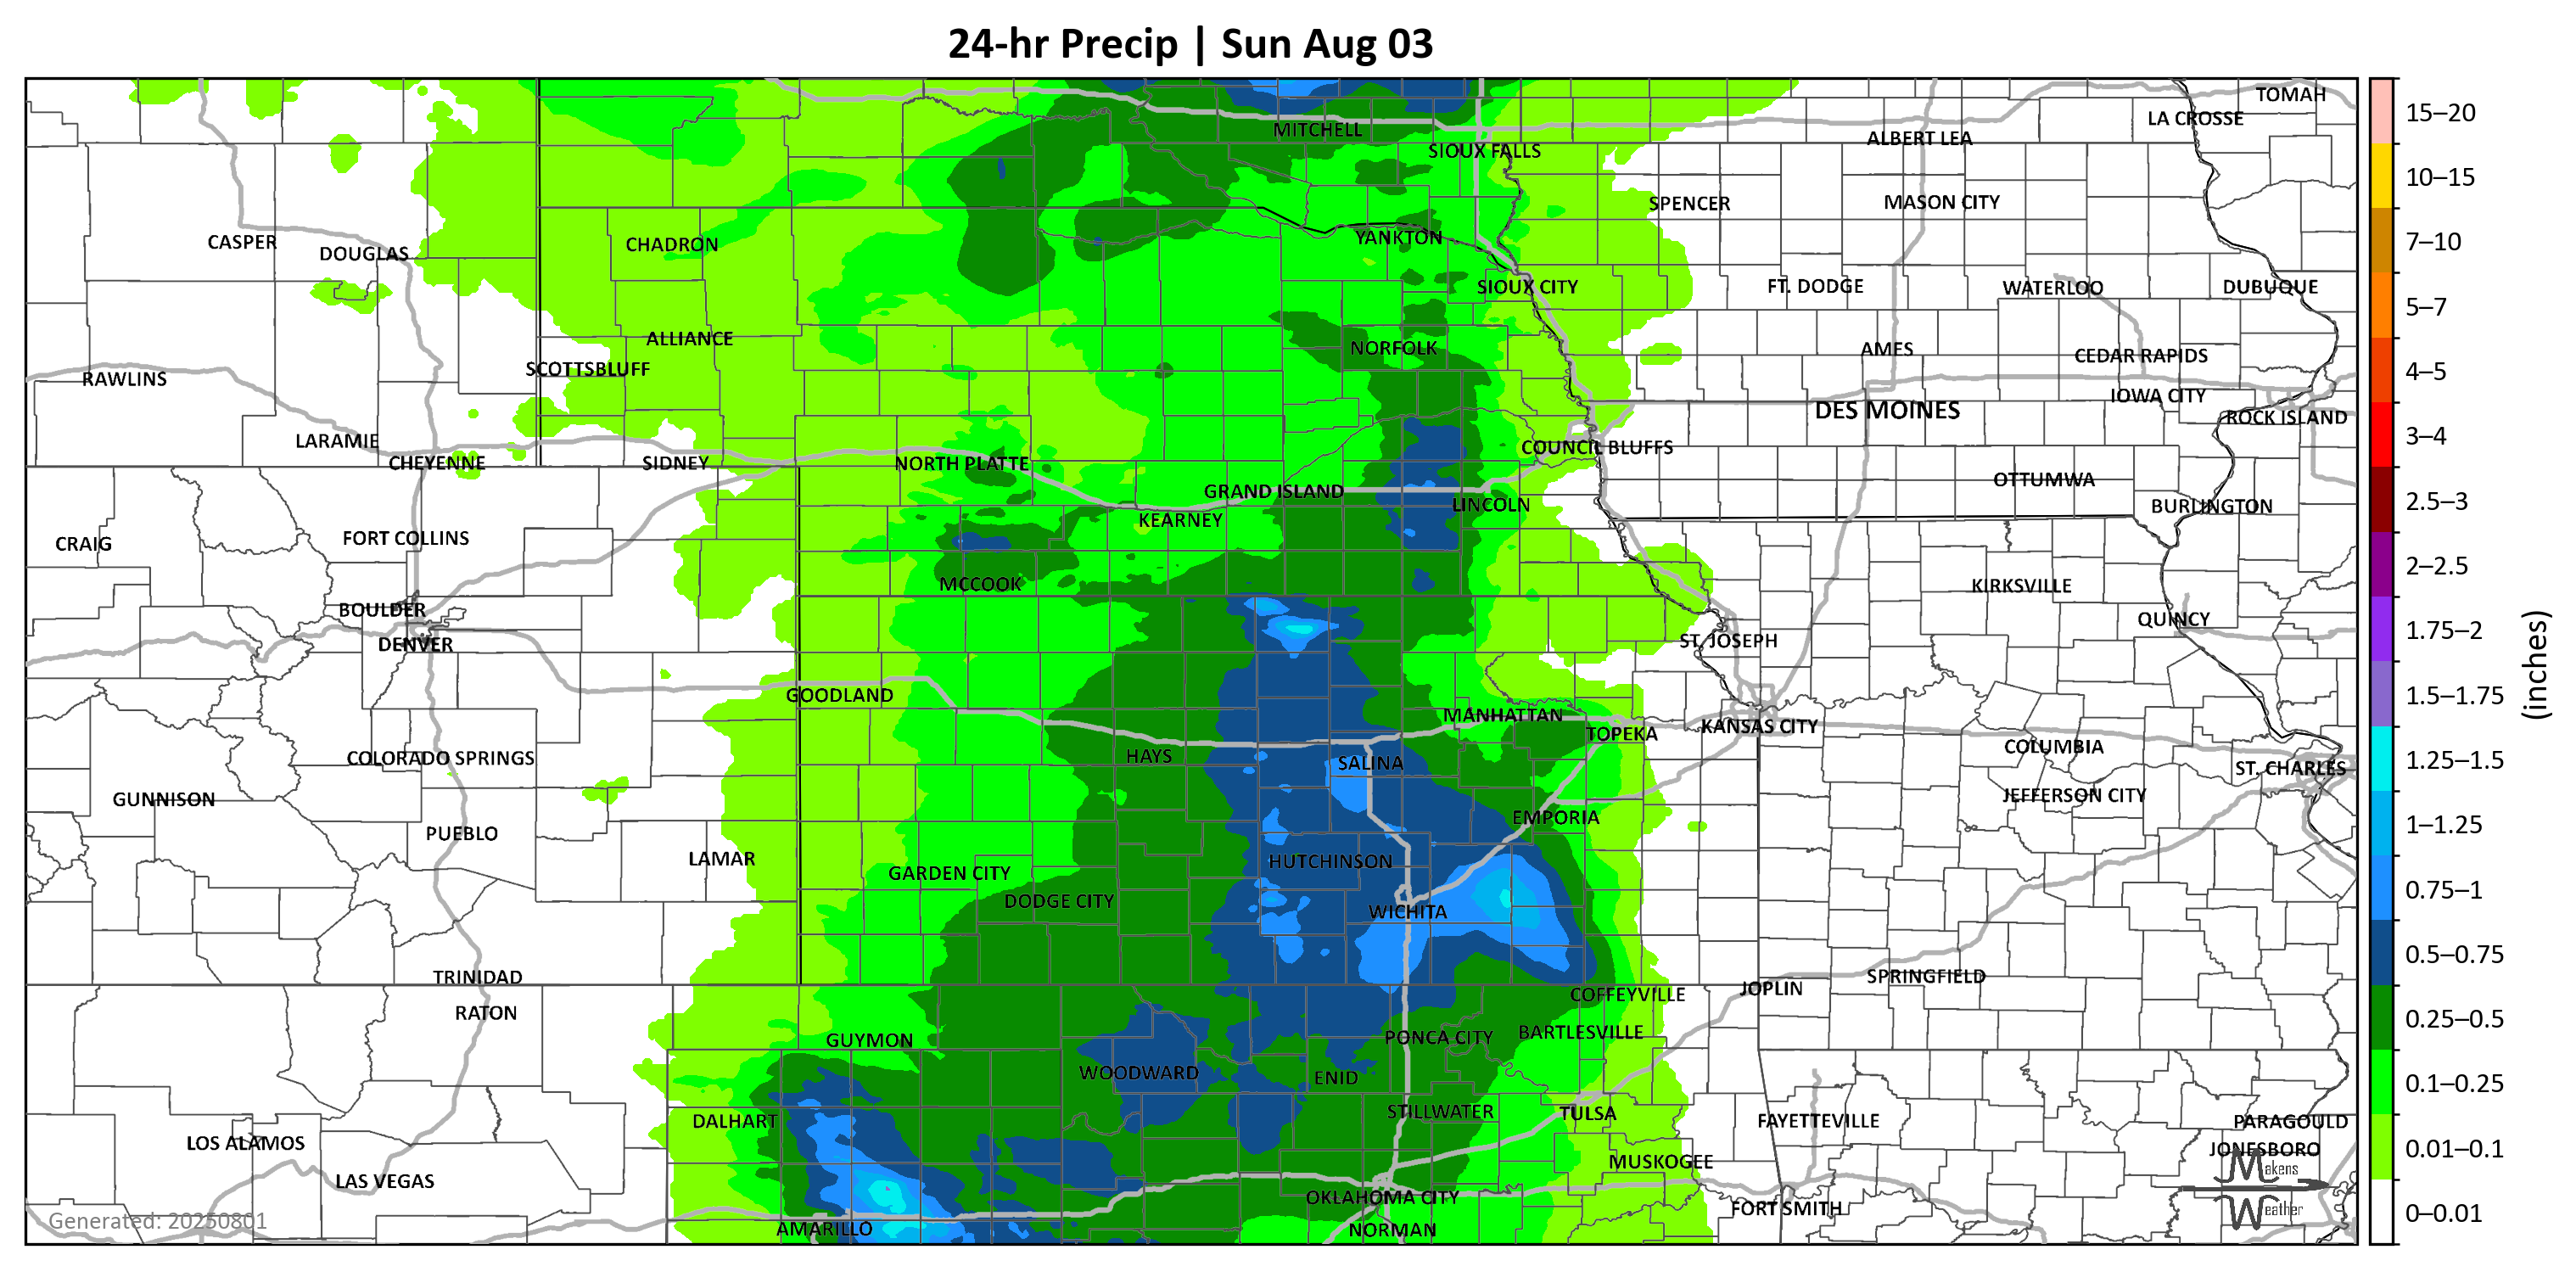 24-hr Precip | Sun Aug 03
TOMAH
LA CROSSE
MITCHELL
ALBERT LEA
SIOUX FALLS
SPENCER
MASON CITY
CASPER
CHADRON
YANKTON
DOUGLAS
SIOUX CITY
FT. DODGE
WATERLOO
DUBUQUE
ALLIANCE
NORFOLK
AMES
CEDAR RAPIDS
SCOTTSBLUFF
RAWLINS
IOWA CITY
DES MOINES
ROCK ISLAND
LARAMIE
COUNCIL BLUFFS
CHEYENNE
SIDNEY
NORTH PLATTE
OTTUMWA
GRAND ISLAND
LINCOLN
BURLINGTON
KEARNEY
CRAIG
FORT COLLINS
MCCOOK
KIRKSVILLE
BOULDER
QUINCY
DENVER
ST. JOSEPH
GOODLAND
MANHATTAN
KANSAS CITY
TOPEKA
COLUMBIA
HAYS
COLORADO SPRINGS
SALINA
ST. CHARLES
GUNNISON
JEFFERSON CITY
EMPORIA
PUEBLO
LAMAR
HUTCHINSON
GARDEN CITY
DODGE CITY
WICHITA
TRINIDAD
SPRINGFIELD
JOPLIN
COFFEYVILLE
RATON
BARTLESVILLE
GUYMON
PONCA CITY
WOODWARD
ENID
STILLWATER
TULSA
DALHART
FAYETTEVILLE
PARAGOULD
LOS ALAMOS
JONESBORO
MUSKOGEE
LAS VEGAS
OKLAHOMA CITY
FORT SMITH
AMARILLO
NORMAN
Generated: 20250801
Makens
Weather
15–20
10–15
7–10
5–7
4–5
3–4
2.5–3
2–2.5
1.75–2
1.5–1.75
1.25–1.5
1–1.25
0.75–1
0.5–0.75
0.25–0.5
0.1–0.25
0.01–0.1
0–0.01
(inches)